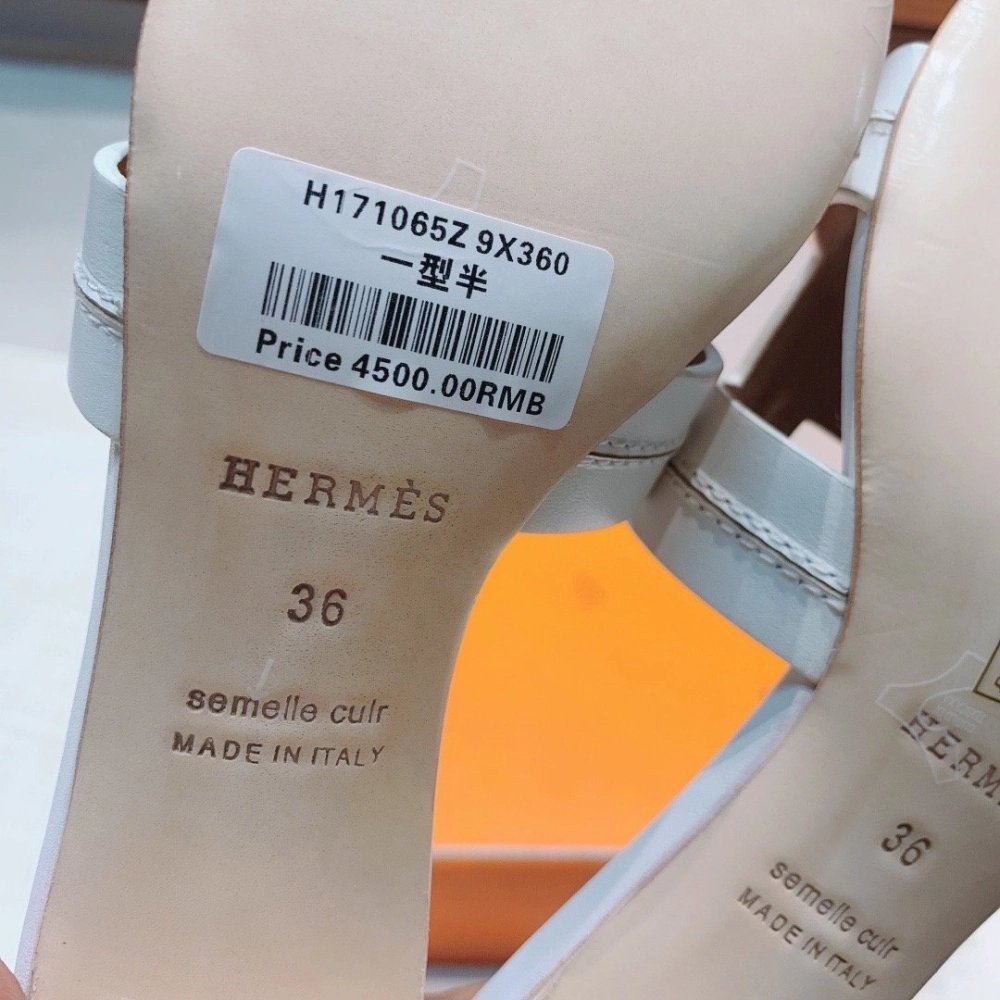 H171065Z 9X360
一型半
Price 4500.00RMB
HERMÈS
36
semelle cuir
MADE IN ITALY
HERM
36
semelle cuir
MADE IN ITALY